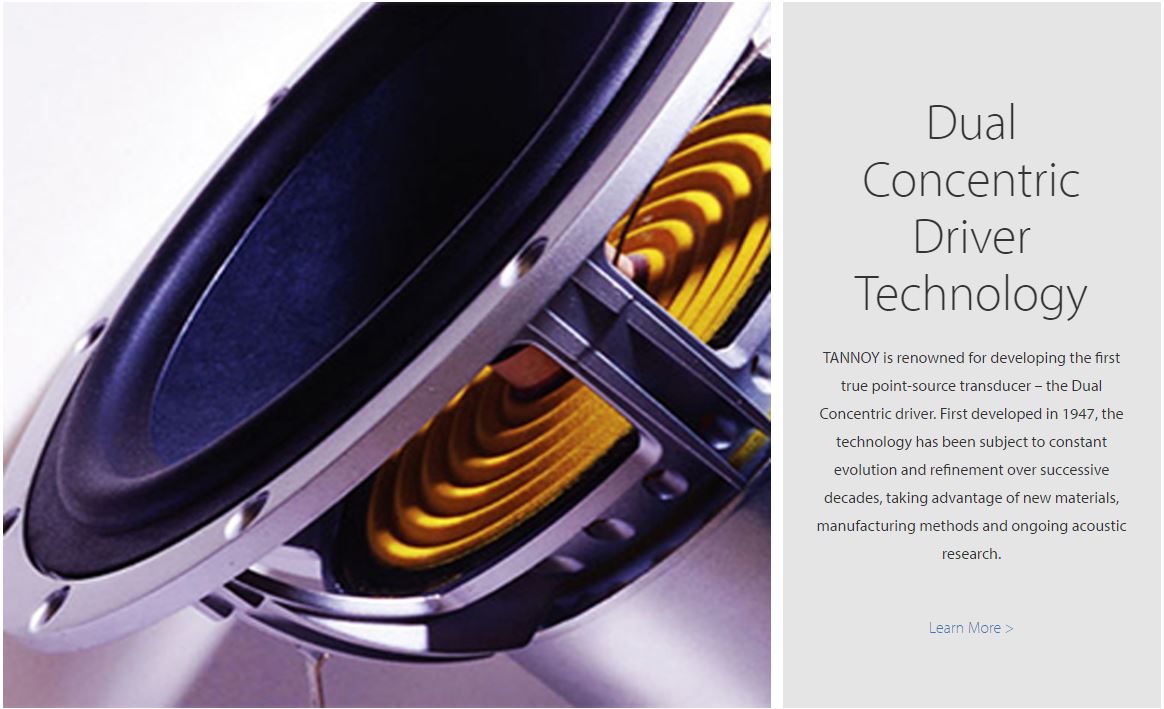 Dual
Concentric
Driver
Technology
TANNOY is renowned for developing the first
true point-source transducer – the Dual
Concentric driver. First developed in 1947, the
technology has been subject to constant
evolution and refinement over successive
decades, taking advantage of new materials,
manufacturing methods and ongoing acoustic
research.
Learn More >